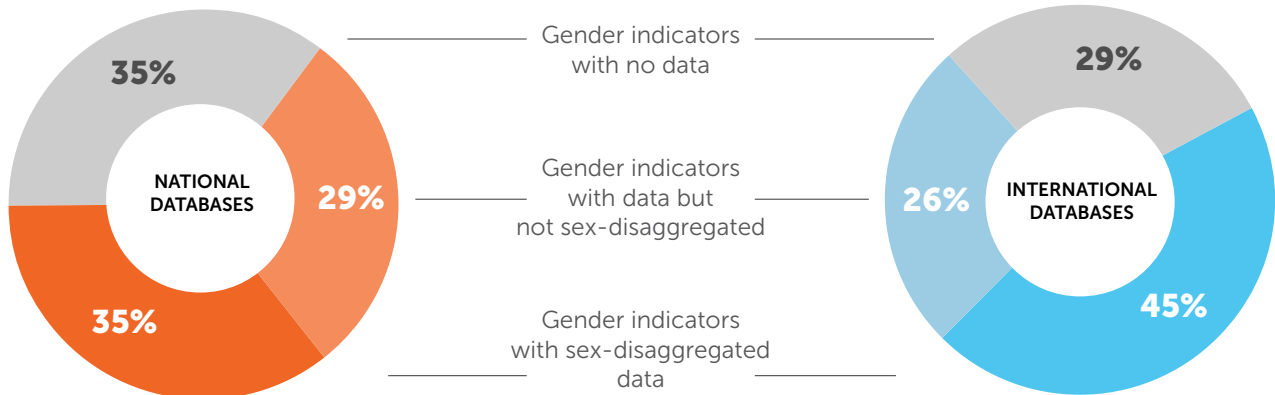 35%
NATIONAL
DATABASES
29%
35%
Gender indicators
with no data
Gender indicators
with data but
not sex-disaggregated
Gender indicators
with sex-disaggregated
data
29%
26%
INTERNATIONAL
DATABASES
45%